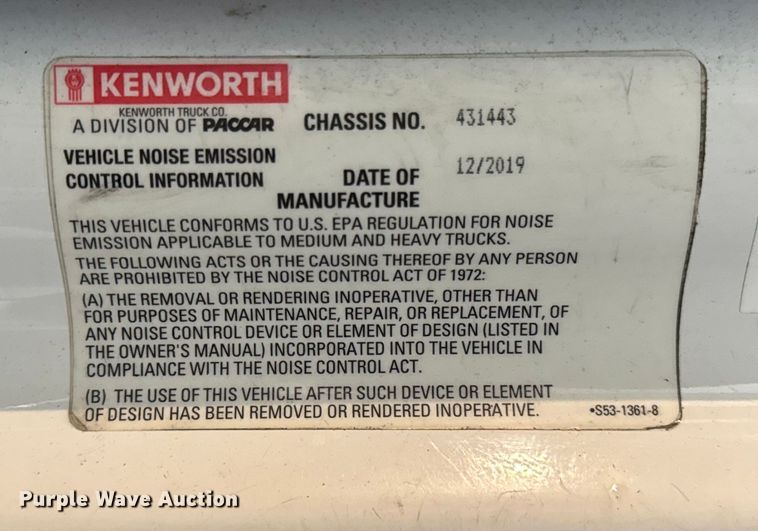 KENWORTH
KENWORTH TRUCK CO.
A DIVISION OF PACCAR
CHASSIS NO. 431443
VEHICLE NOISE EMISSION
CONTROL INFORMATION
DATE OF
MANUFACTURE
12/2019
THIS VEHICLE CONFORMS TO U.S. EPA REGULATION FOR NOISE
EMISSION APPLICABLE TO MEDIUM AND HEAVY TRUCKS.
THE FOLLOWING ACTS OR THE CAUSING THEREOF BY ANY PERSON
ARE PROHIBITED BY THE NOISE CONTROL ACT OF 1972:
(A) THE REMOVAL OR RENDERING INOPERATIVE, OTHER THAN
FOR PURPOSES OF MAINTENANCE, REPAIR, OR REPLACEMENT, OF
ANY NOISE CONTROL DEVICE OR ELEMENT OF DESIGN (LISTED IN
THE OWNER'S MANUAL) INCORPORATED INTO THE VEHICLE IN
COMPLIANCE WITH THE NOISE CONTROL ACT.
(B) THE USE OF THIS VEHICLE AFTER SUCH DEVICE OR ELEMENT
OF DESIGN HAS BEEN REMOVED OR RENDERED INOPERATIVE.
•S53-1361-8
Purple Wave Auction